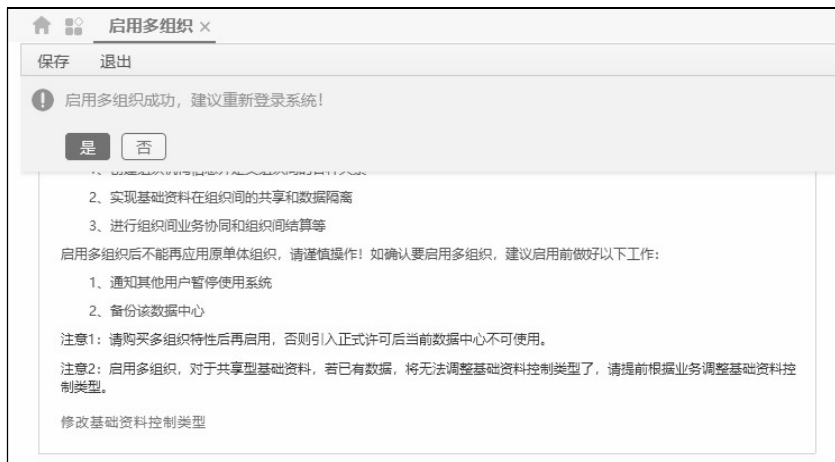 启用多组织 ×
保存 退出
启用多组织成功，建议重新登录系统！
是 否
2、实现基础资料在组织间的共享和数据隔离
3、进行组织间业务协同和组织间结算等
启用多组织后不能再应用原单体组织，请谨慎操作！如确认要启用多组织，建议启用前做好以下工作：
1、通知其他用户暂停使用系统
2、备份该数据中心
注意1：请购买多组织特性后再启用，否则引入正式许可后当前数据中心不可使用。
注意2：启用多组织，对于共享型基础资料，若已有数据，将无法调整基础资料控制类型了，请提前根据业务调整基础资料控
制类型。
修改基础资料控制类型